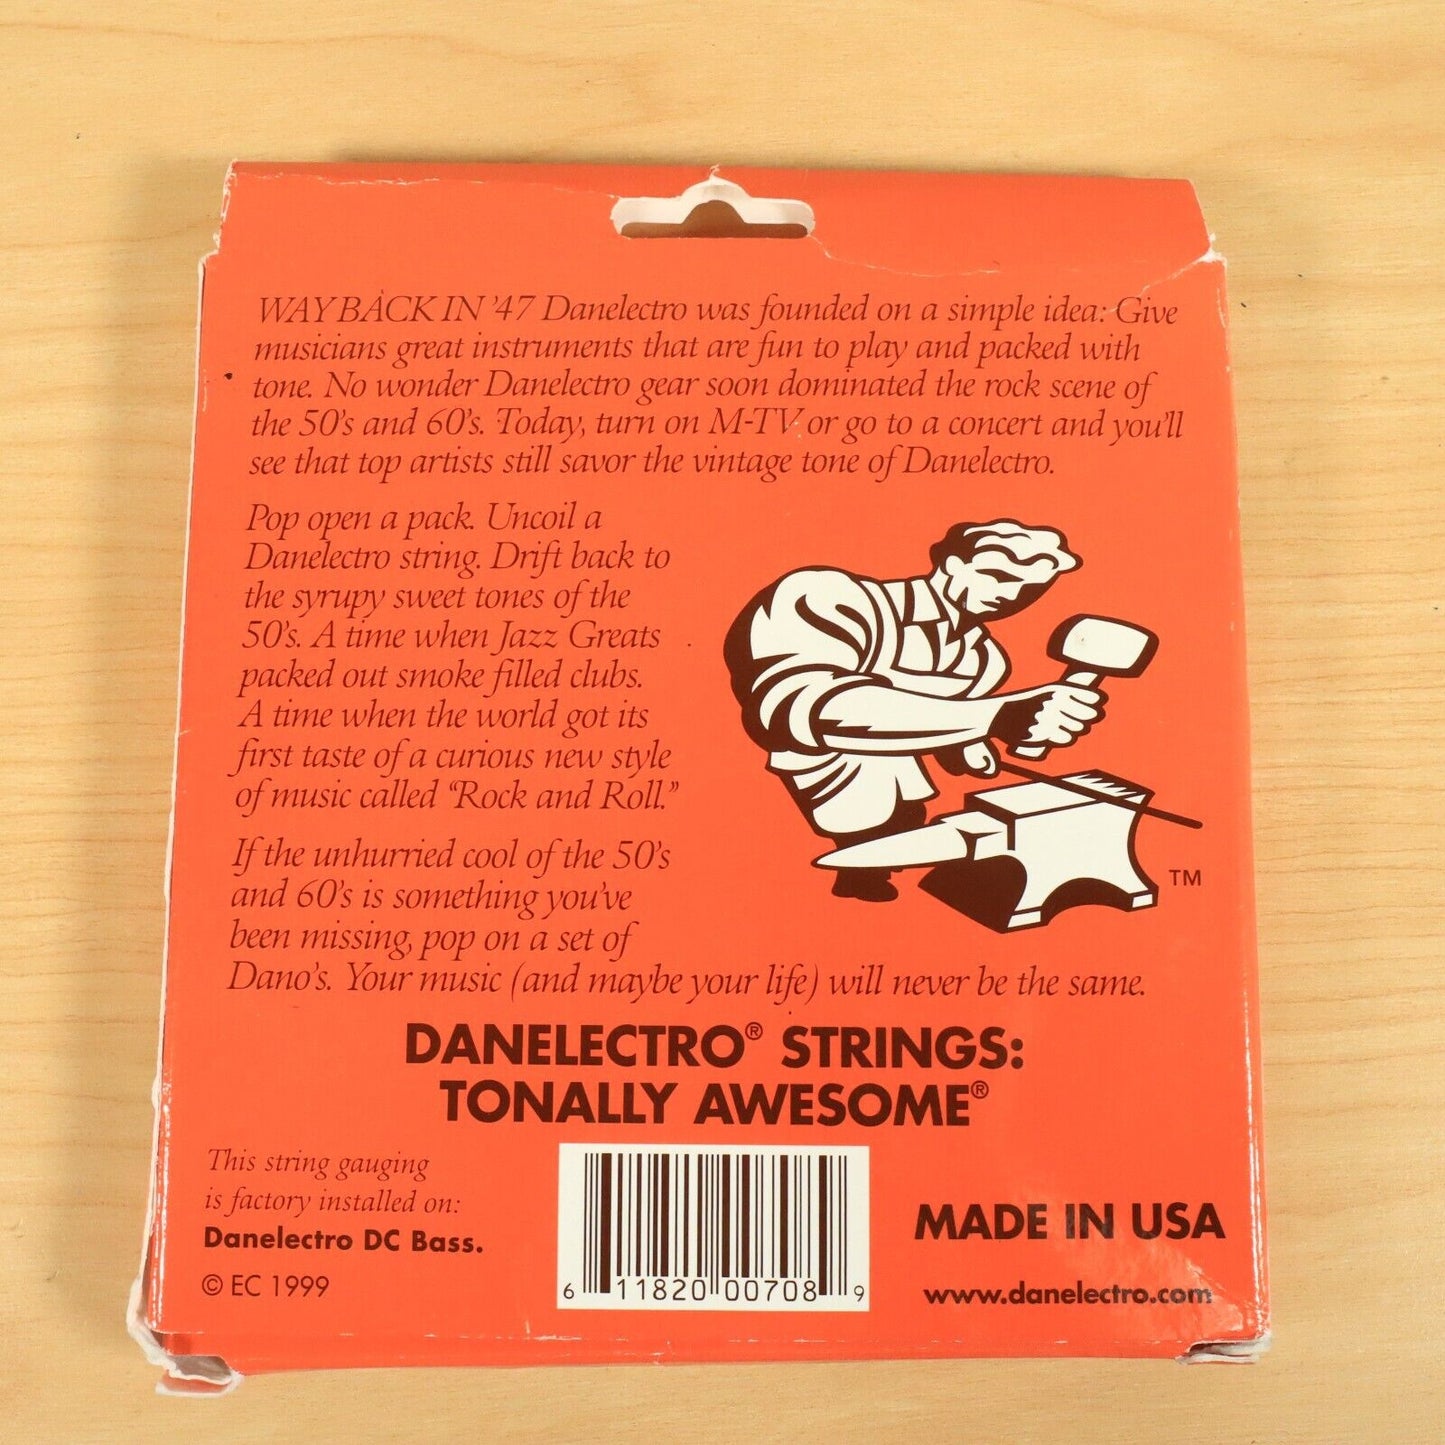 WAY BACK IN '47 Danelectro was founded on a simple idea: Give
musicians great instruments that are fun to play and packed with
tone. No wonder Danelectro gear soon dominated the rock scene of
the 50's and 60's. Today, turn on M-TV or go to a concert and you'll
see that top artists still savor the vintage tone of Danelectro.
Pop open a pack. Uncoil a
Danelectro string. Drift back to
the syrupy sweet tones of the
50's. A time when Jazz Greats
packed out smoke filled clubs.
A time when the world got its
first taste of a curious new style
of music called "Rock and Roll."
If the unhurried cool of the 50's
and 60's is something you've
been missing, pop on a set of
Dano's. Your music (and maybe your life) will never be the same.
TM
DANELECTRO® STRINGS:
TONALLY AWESOME®
This string gauging
is factory installed on:
Danelectro DC Bass.
© EC 1999
6 11820 00708 9
MADE IN USA
www.danelectro.com